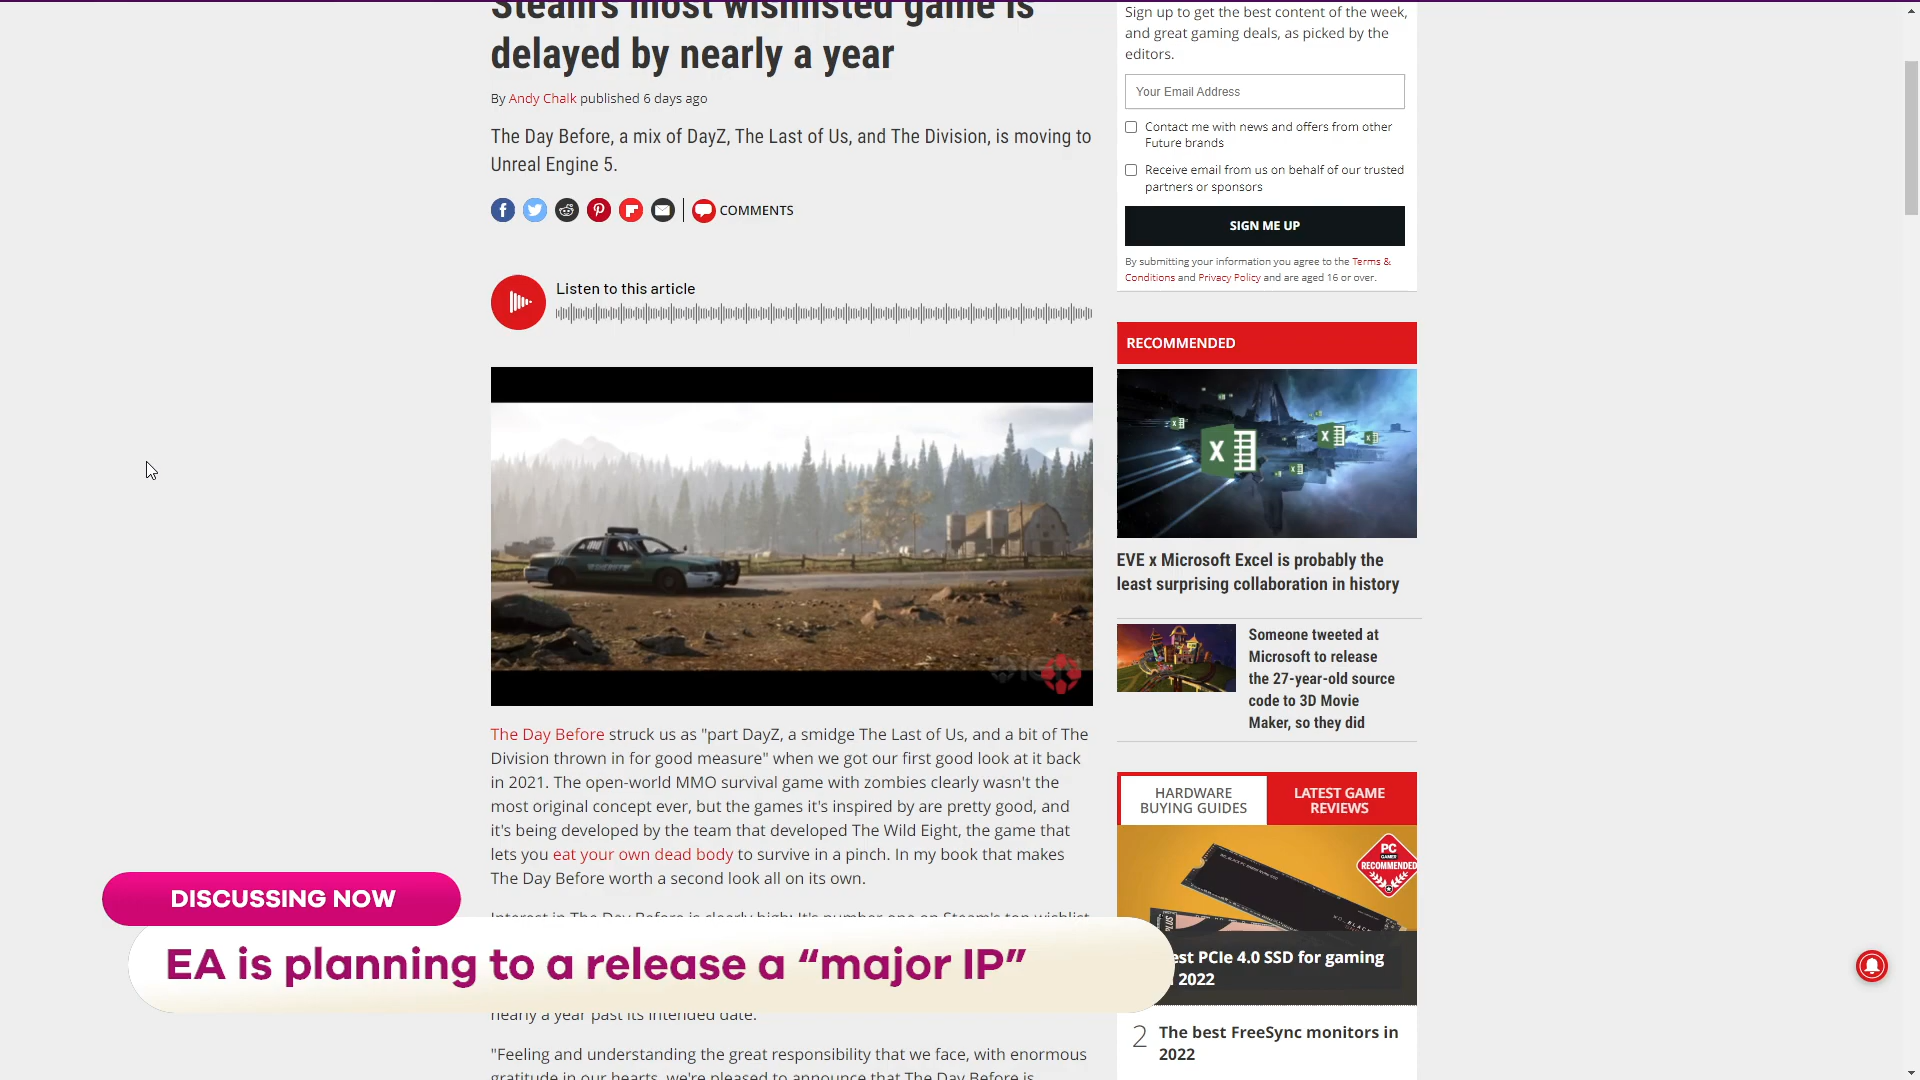 Steam's most wishlisted game is
delayed by nearly a year
By Andy Chalk published 6 days ago
The Day Before, a mix of DayZ, The Last of Us, and The Division, is moving to
Unreal Engine 5.
COMMENTS
Listen to this article
The Day Before struck us as "part DayZ, a smidge The Last of Us, and a bit of The
Division thrown in for good measure" when we got our first good look at it back
in 2021. The open-world MMO survival game with zombies clearly wasn't the
most original concept ever, but the games it's inspired by are pretty good, and
it's being developed by the team that developed The Wild Eight, the game that
lets you eat your own dead body to survive in a pinch. In my book that makes
The Day Before worth a second look all on its own.
Interest in The Day Before is clearly high: It's number one on Steam's top wishlist
nearly a year past its intended date.
"Feeling and understanding the great responsibility that we face, with enormous
gratitude in our hearts, we're pleased to announce that The Day Before is
DISCUSSING NOW
EA is planning to a release a “major IP”
Sign up to get the best content of the week,
and great gaming deals, as picked by the
editors.
Your Email Address
Contact me with news and offers from other
Future brands
Receive email from us on behalf of our trusted
partners or sponsors
SIGN ME UP
By submitting your information you agree to the Terms &
Conditions and Privacy Policy and are aged 16 or over.
RECOMMENDED
EVE x Microsoft Excel is probably the
least surprising collaboration in history
Someone tweeted at
Microsoft to release
the 27-year-old source
code to 3D Movie
Maker, so they did
HARDWARE
BUYING GUIDES
LATEST GAME
REVIEWS
PC
GAMER
RECOMMENDED
est PCIe 4.0 SSD for gaming
2022
2 The best FreeSync monitors in
2022